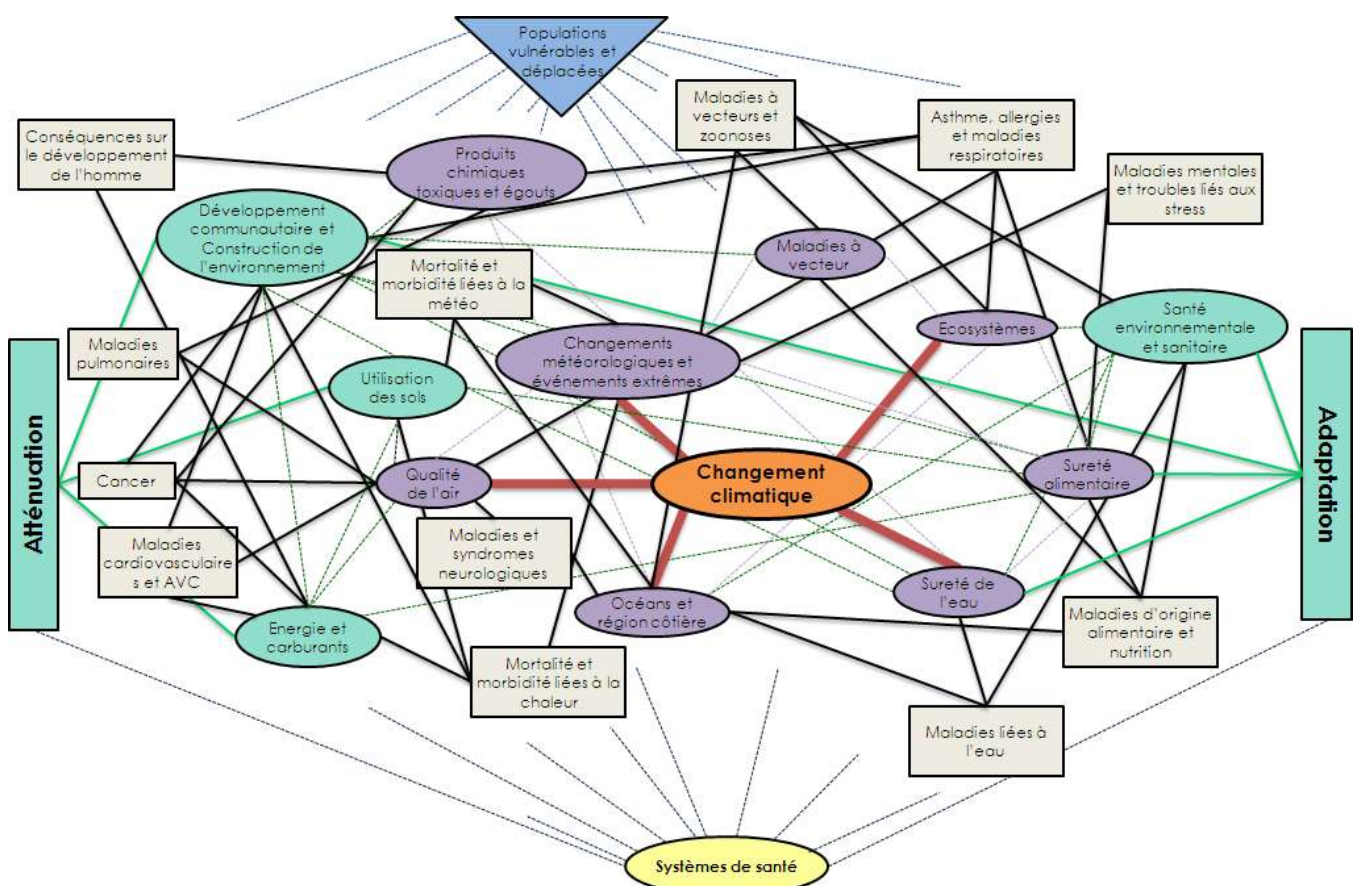 Populations
vulnérables et
déplacées
Maladies à
vecteurs et
zoonoses
Asthme, allergies
et maladies
respiratoires
Conséquences sur
le développement
de l'homme
Produits
chimiques
toxiques et égouts
Maladies mentales
et troubles liés aux
stress
Développement
communautaire et
Construction de
l'environnement
Maladies à
vecteur
Mortalité et
morbidité liées à la
météo
Ecosystèmes
Santé
environnementale
et sanitaire
Maladies
pulmonaires
Changements
météorologiques et
événements extrêmes
Utilisation
des sols
Atténuation
Adaptation
Cancer
Qualité
de l'air
Changement
climatique
Sureté
alimentaire
Maladies
cardiovasculaire
s et AVC
Maladies et
syndromes
neurologiques
Océans et
région côtière
Sureté de
l'eau
Energie et
carburants
Maladies d'origine
alimentaire et
nutrition
Mortalité et
morbidité liées à la
chaleur
Maladies liées à
l'eau
Systèmes de santé